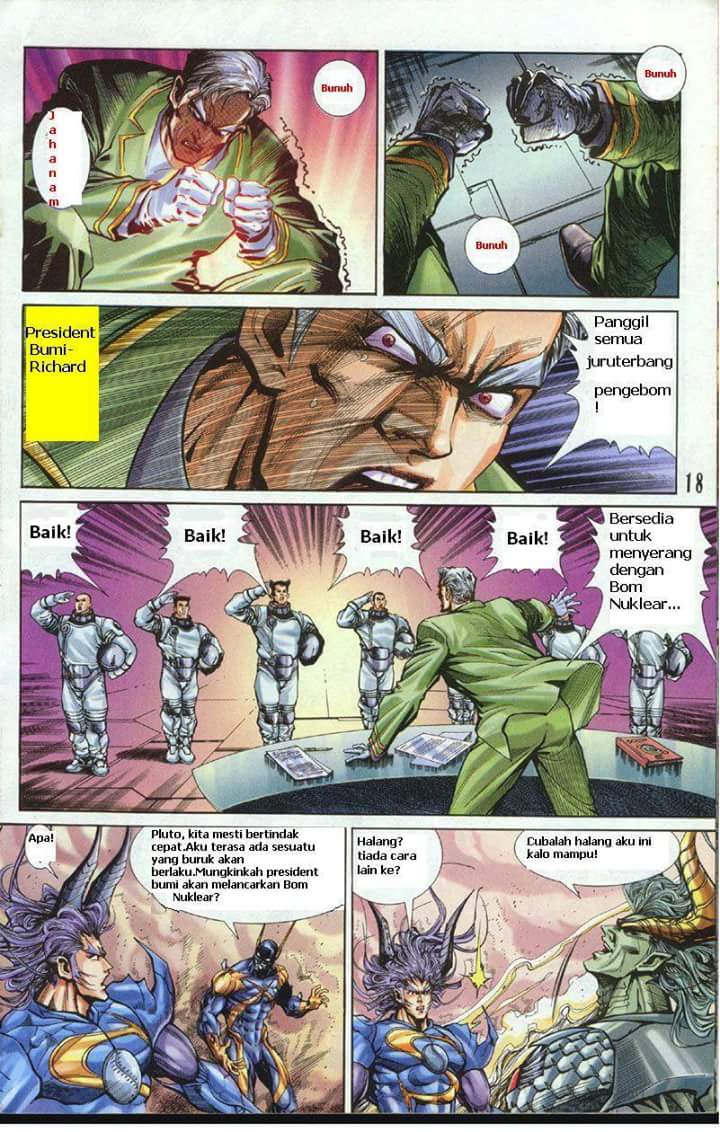 Jahanam
Bunuh
Bunuh
Bunuh
President
Bumi-
Richard
Panggil
semua
juruterbang
pengebom
!
18
Baik!
Baik!
Baik!
Baik!
Bersedia
untuk
menyerang
dengan
Bom
Nuklear...
Apa!
Pluto, kita mesti bertindak
cepat.Aku terasa ada sesuatu
yang buruk akan
berlaku.Mungkinkah president
bumi akan melancarkan Bom
Nuklear?
Halang?
tiada cara
lain ke?
Cubalah halang aku ini
kalo mampu!